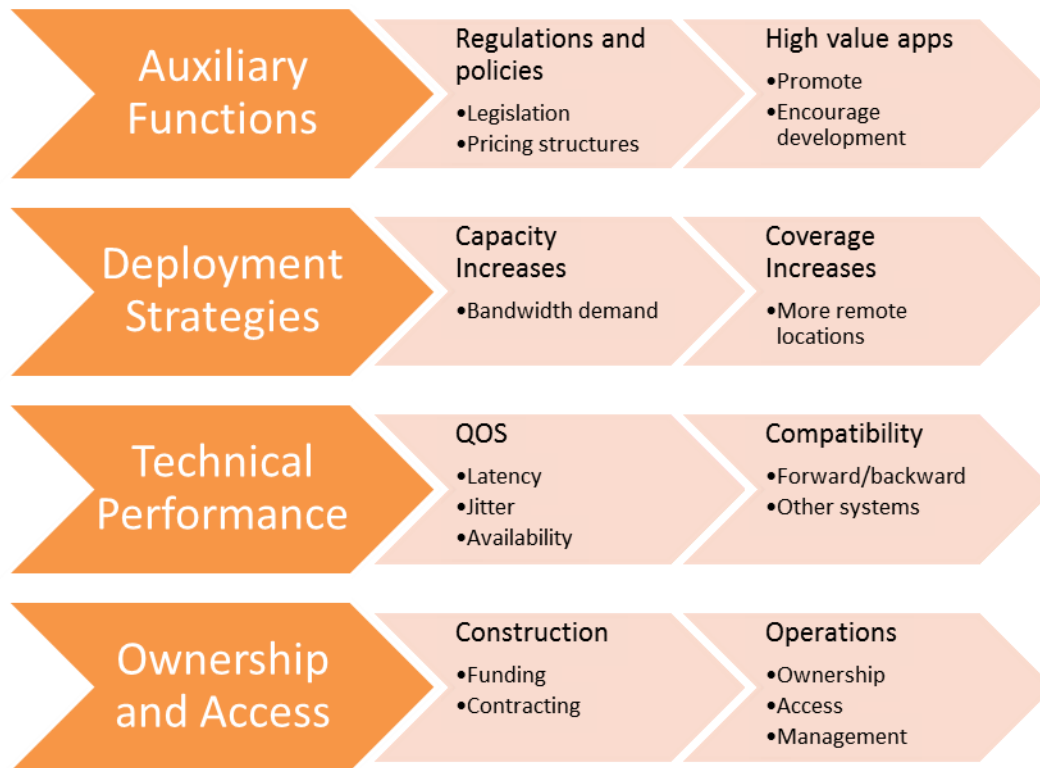 Auxiliary
Functions
Regulations and
policies
•Legislation
•Pricing structures
High value apps
•Promote
•Encourage
development
Deployment
Strategies
Capacity
Increases
•Bandwidth demand
Coverage
Increases
•More remote
locations
Technical
Performance
QOS
•Latency
•Jitter
•Availability
Compatibility
•Forward/backward
•Other systems
Ownership
and Access
Construction
•Funding
•Contracting
Operations
•Ownership
•Access
•Management